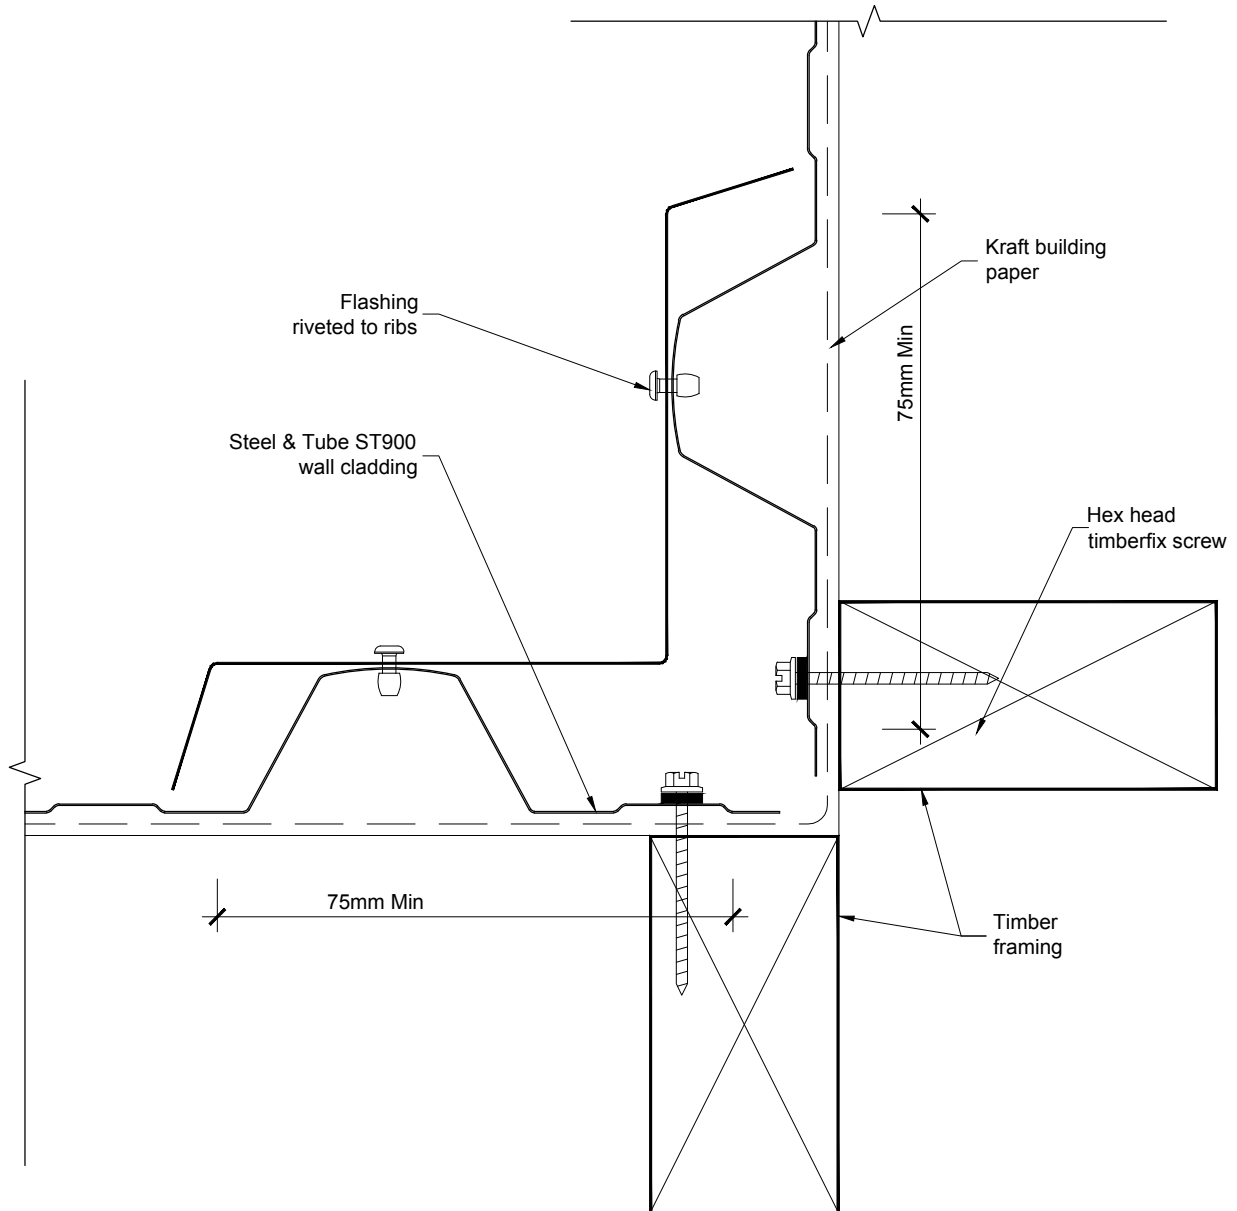 Kraft building
paper
Flashing
riveted to ribs
75mm Min
Steel & Tube ST900
wall cladding
Hex head
timberfix screw
75mm Min
Timber
framing